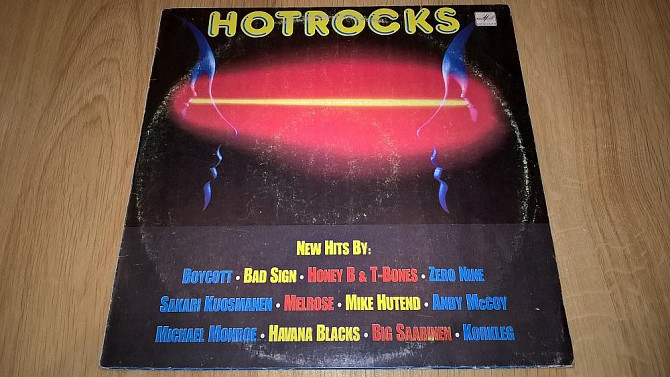 HOTROCKS
NEW HITS BY:
BOYCOTT • BAD SIGN • HONEY B & T-BONES • ZERO NINE
SAKARI KUOSMANEN • MELROSE • MIKE HUTEND • ANDY MCCOY
MICHAEL MONROE • HAVANA BLACKS • BIG SAARINEN • KORKLEG